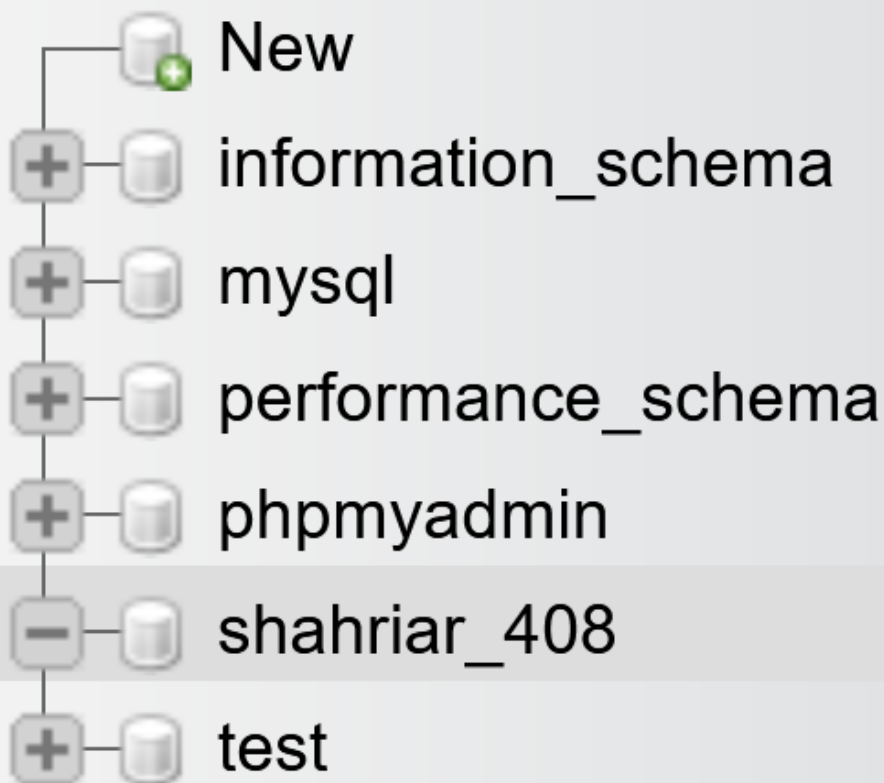 New
information_schema
mysql
performance_schema
phpmyadmin
shahriar_408
test